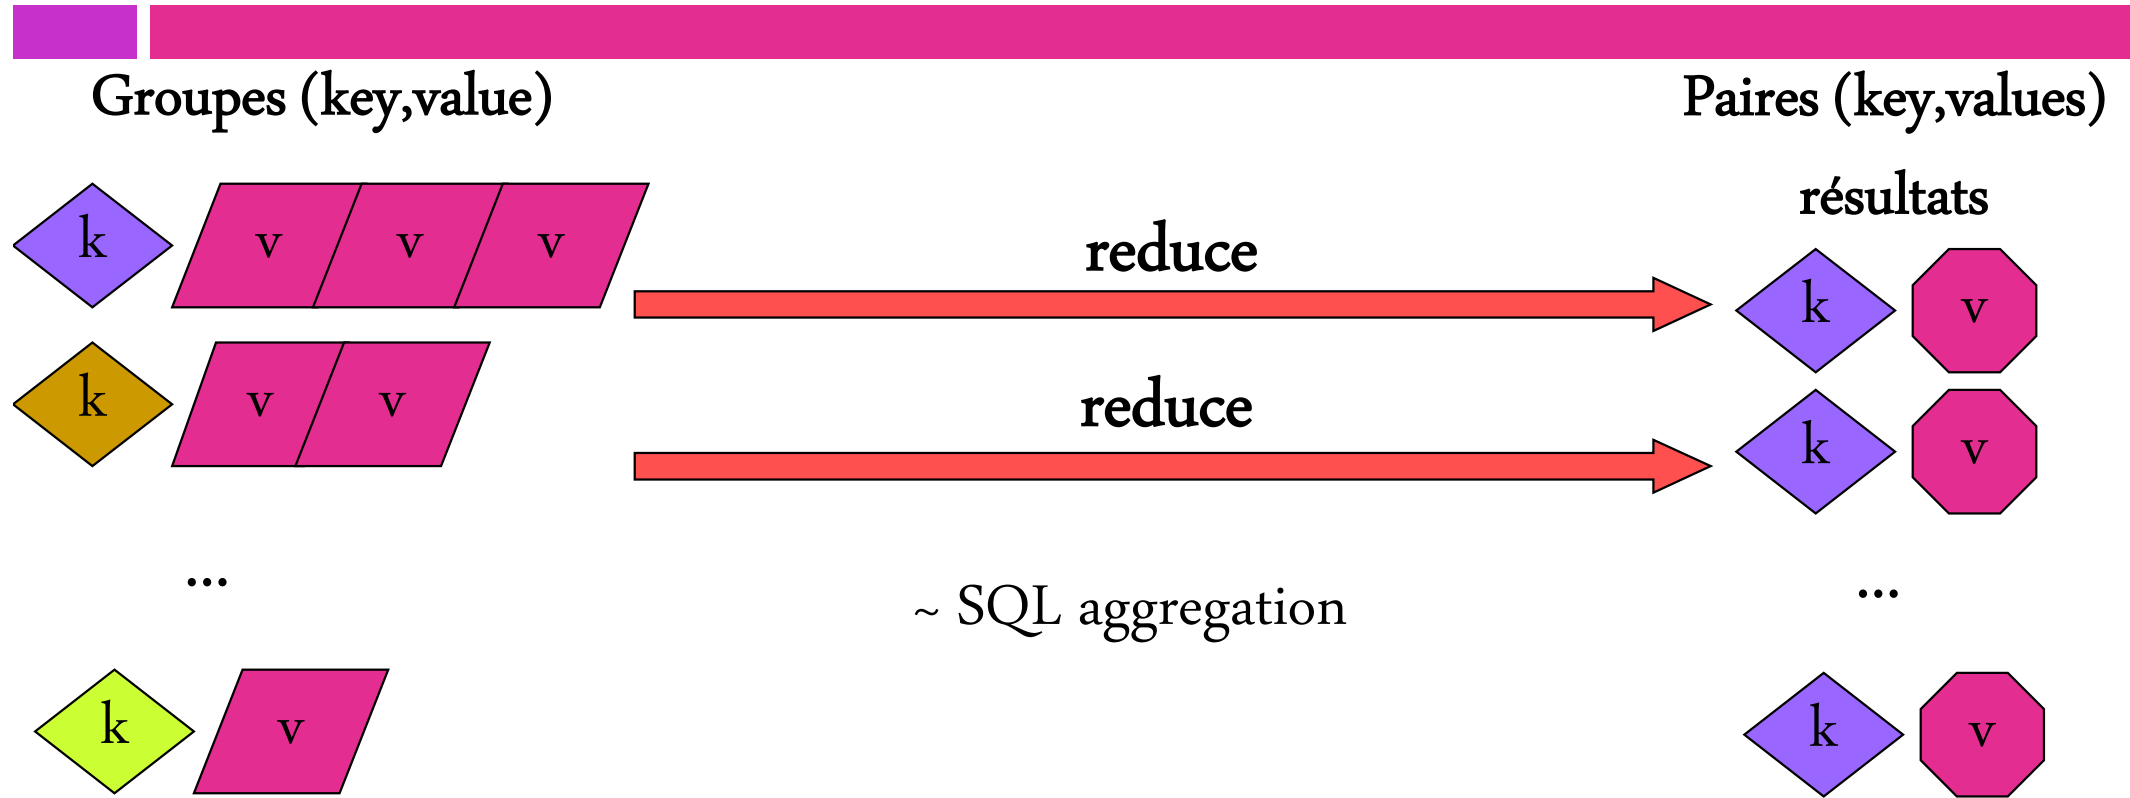 Groupes (key,value)
Paires (key,values)
résultats
k v v v
reduce
k v
k v v
reduce
k v
...
~ SQL aggregation
...
k v
k v